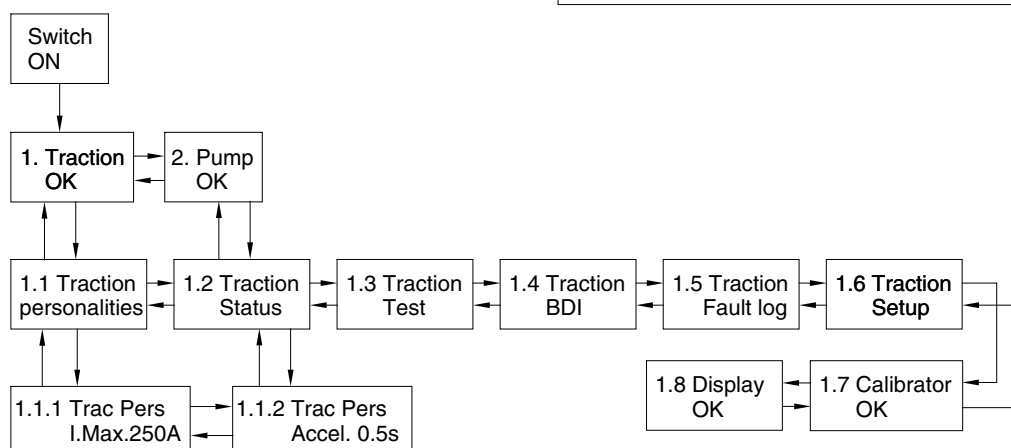 Switch
ON
1. Traction
OK
2. Pump
OK
1.1 Traction
personalities
1.2 Traction
Status
1.3 Traction
Test
1.4 Traction
BDI
1.5 Traction
Fault log
1.6 Traction
Setup
1.8 Display
OK
1.7 Calibrator
OK
1.1.1 Trac Pers
I.Max.250A
1.1.2 Trac Pers
Accel. 0.5s